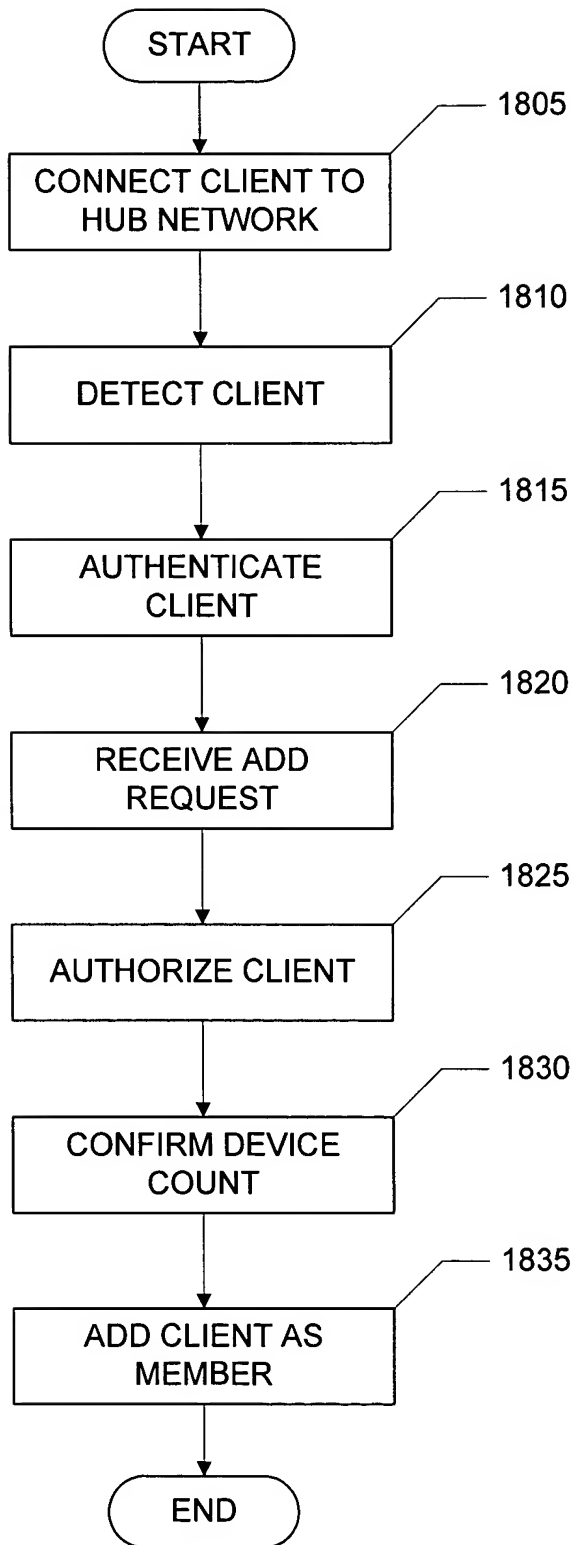 START
1805
CONNECT CLIENT TO
HUB NETWORK
1810
DETECT CLIENT
1815
AUTHENTICATE
CLIENT
1820
RECEIVE ADD
REQUEST
1825
AUTHORIZE CLIENT
1830
CONFIRM DEVICE
COUNT
1835
ADD CLIENT AS
MEMBER
END